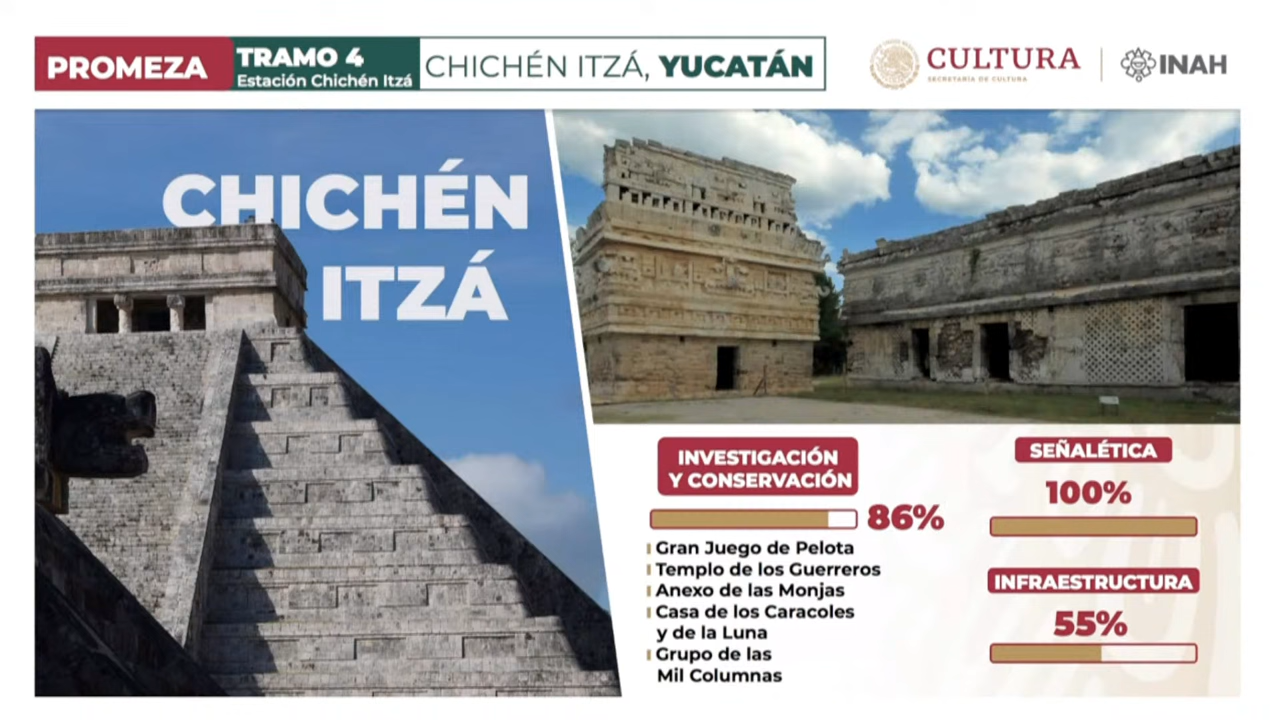 PROMEZA
TRAMO 4
Estación Chichén Itzá
CHICHÉN ITZÁ, YUCATÁN
CULTURA
SECRETARÍA DE CULTURA
INAH
CHICHÉN
ITZÁ
INVESTIGACIÓN
Y CONSERVACIÓN
86%
Gran Juego de Pelota
Templo de los Guerreros
Anexo de las Monjas
Casa de los Caracoles
y de la Luna
Grupo de las
Mil Columnas
SEÑALÉTICA
100%
INFRAESTRUCTURA
55%